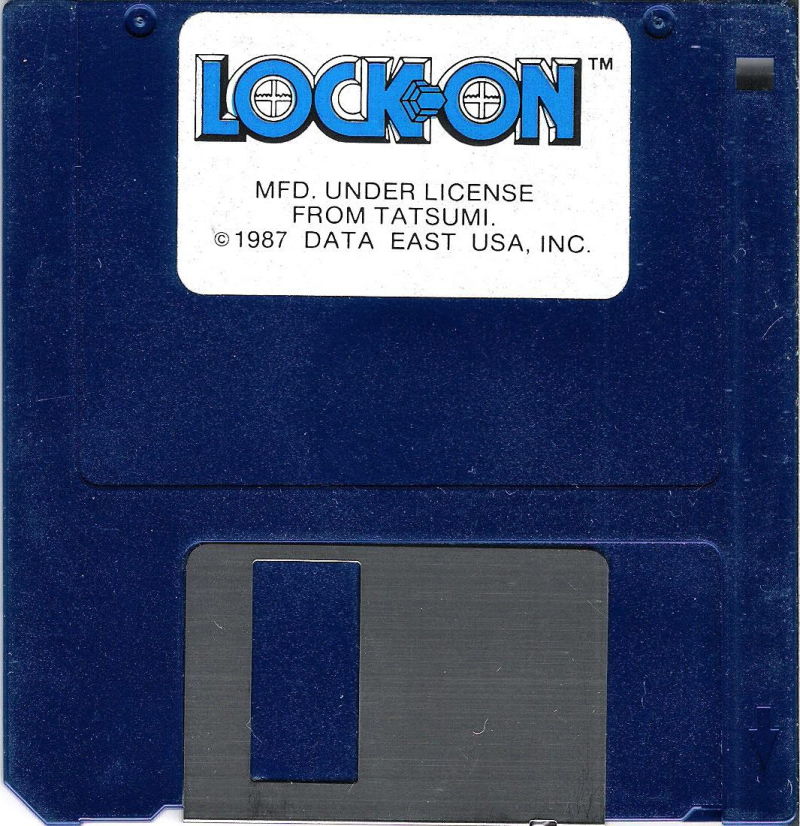 LOCK-ON™
MFD. UNDER LICENSE
FROM TATSUMI.
©1987 DATA EAST USA, INC.